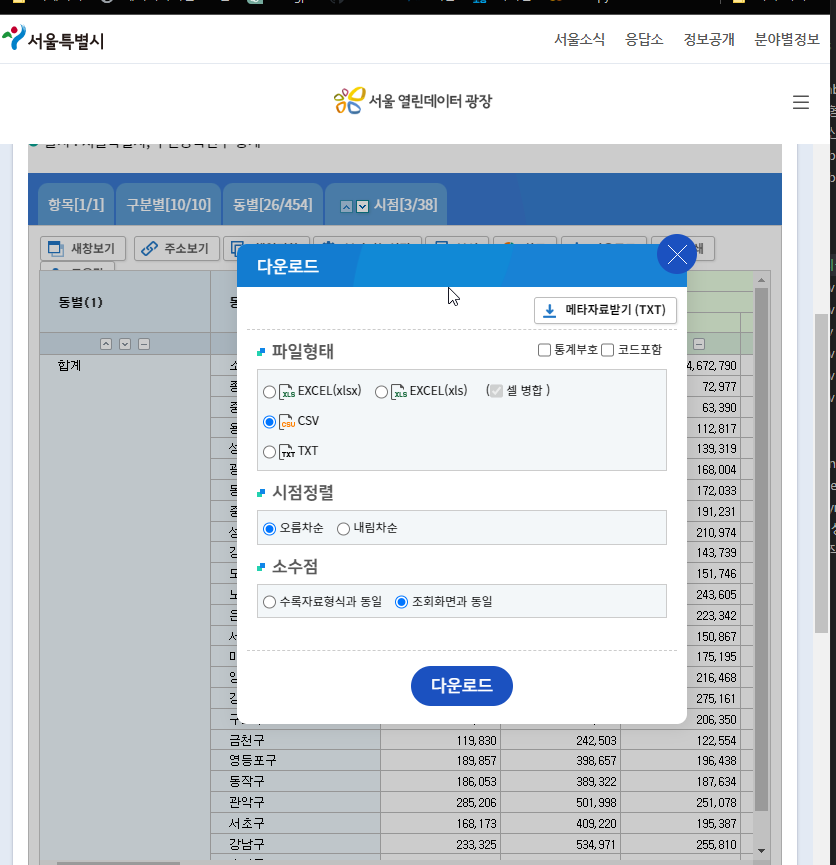 서울특별시
서울소식 응답소 정보공개 분야별정보
서울 열린데이터 광장
항목[1/1] 구분별[10/10] 동별[26/454] 시점[3/38]
새창보기 주소보기
다운로드
메타자료받기 (TXT)
동별(1)
파일형태 통계부호 코드포함
합계
EXCEL(xlsx) EXCEL(xls) (셀 병합 )
CSV
TXT
시점정렬
오름차순 내림차순
소수점
수록자료형식과 동일 조회화면과 동일
다운로드
4,672,790
72,977
63,390
112,817
139,319
168,004
172,033
191,231
210,974
143,739
151,746
243,605
223,342
150,867
175,195
216,468
275,161
206,350
금천구 119,830 242,503 122,554
영등포구 189,857 398,657 196,438
동작구 186,053 389,322 187,634
관악구 285,206 501,998 251,078
서초구 168,173 409,220 195,387
강남구 233,325 534,971 255,810